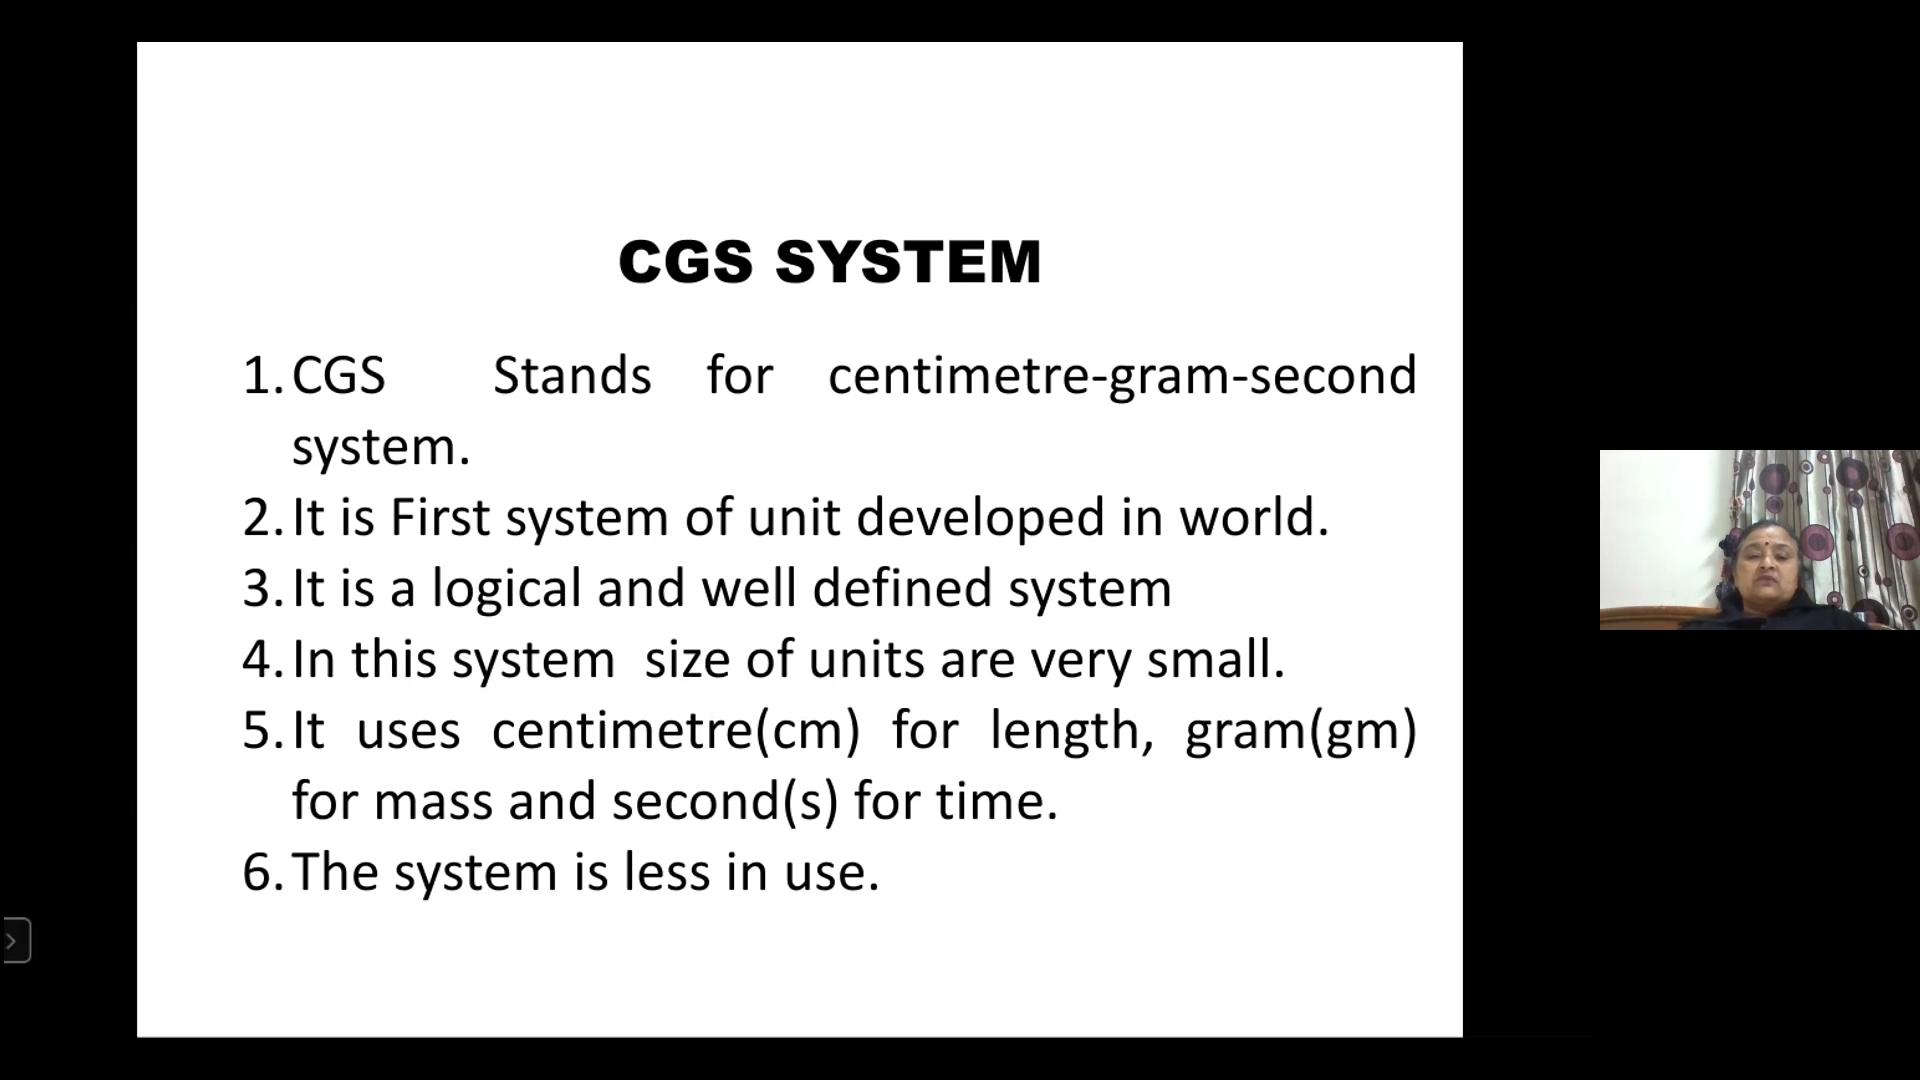 CGS SYSTEM
1. CGS Stands for centimetre-gram-second
system.
2. It is First system of unit developed in world.
3. It is a logical and well defined system
4. In this system size of units are very small.
5. It uses centimetre(cm) for length, gram(gm)
for mass and second(s) for time.
6. The system is less in use.